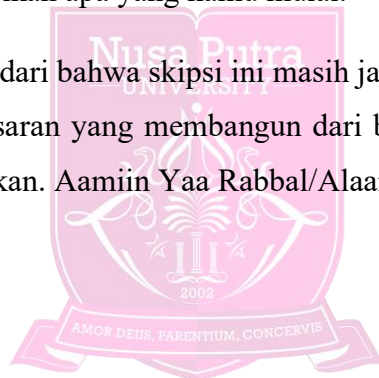 Nusa Putra
UNIVERSITY
dari bahwa skipsi ini masih ja
saran yang membangun dari b
kan. Aamiin Yaa Rabbal/Alaar
2002
AMOR DEUS, PARENTIUM, CONCERVIS